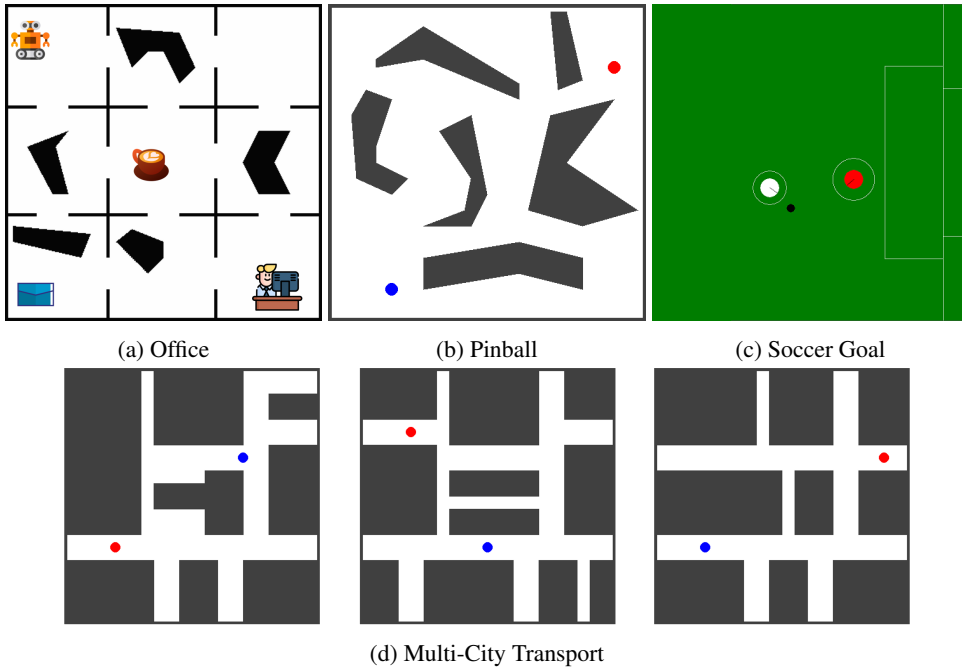 (a) Office
(b) Pinball
(c) Soccer Goal
(d) Multi-City Transport